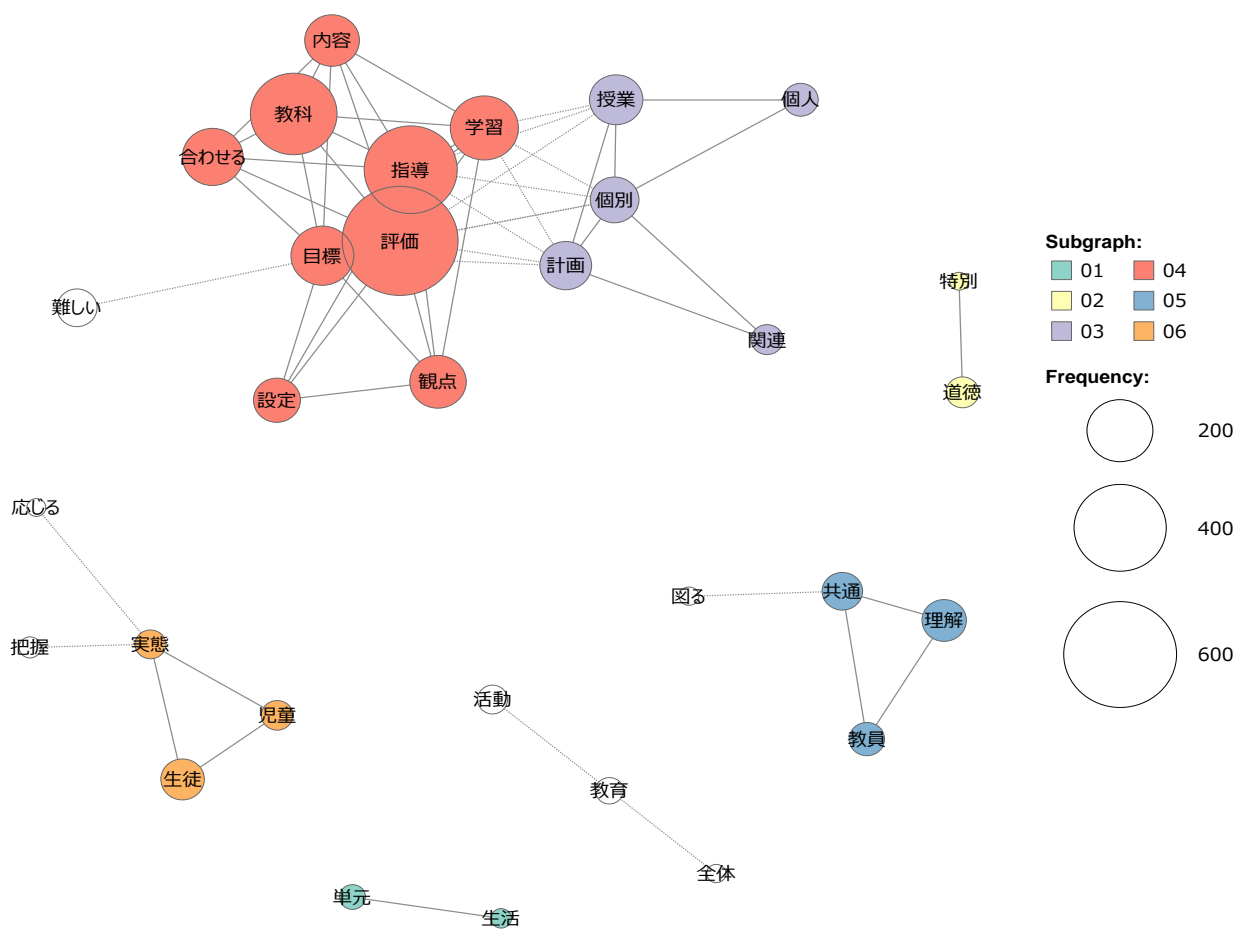 内容
教科
学習
授業
個人
合わせる
指導
個別
評価
目標
計画
難しい
関連
設定
観点
特別
道徳
Subgraph:
01 04
02 05
03 06
Frequency:
200
400
600
応じる
把握
実態
児童
生徒
図る
共通
理解
教員
活動
教育
全体
単元
生活